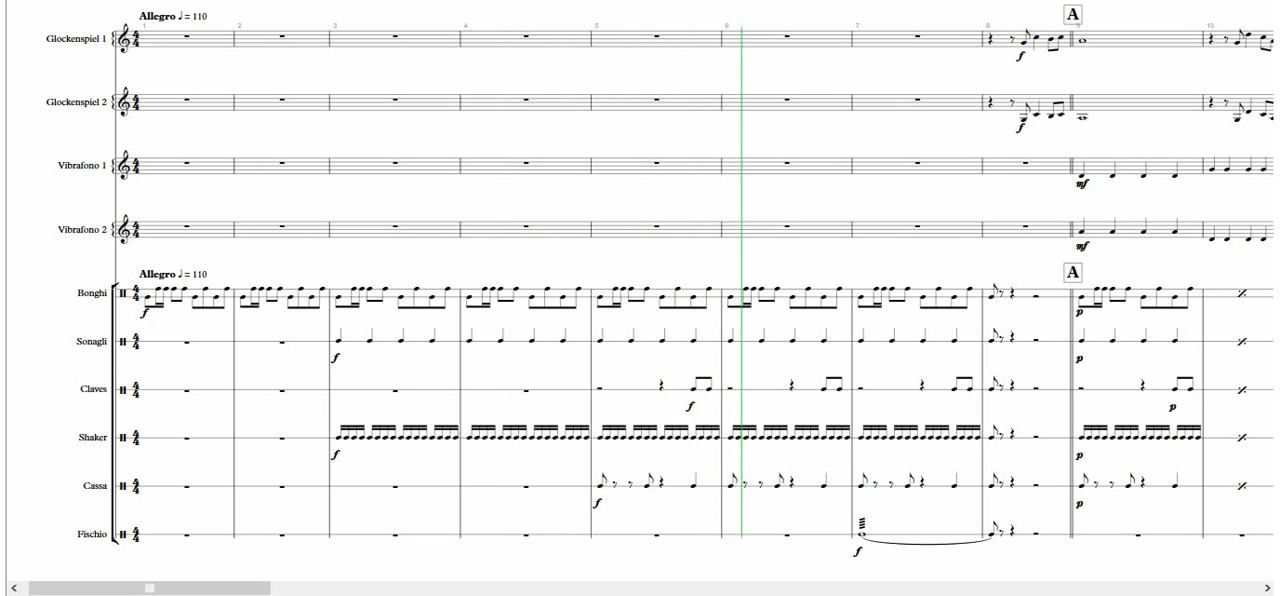 Allegro ♩ = 110
1 2 3 4 5 6 7 8 9 10
A
Glockenspiel 1
f
Glockenspiel 2
f
Vibrafono 1
mf
Vibrafono 2
mf
Allegro ♩ = 110
A
Bonghi
f p
Sonagli
f p
Claves
f p
Shaker
f p
Cassa
f p
Fischio
f